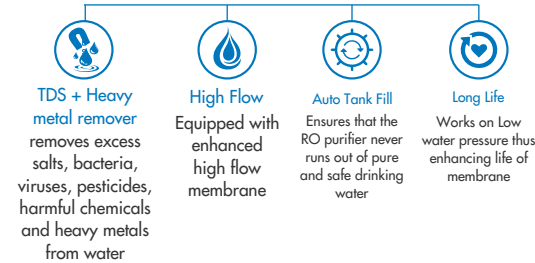 TDS + Heavy
metal remover
removes excess
salts, bacteria,
viruses, pesticides,
harmful chemicals
and heavy metals
from water
High Flow
Equipped with
enhanced
high flow
membrane
Auto Tank Fill
Ensures that the
RO purifier never
runs out of pure
and safe drinking
water
Long Life
Works on Low
water pressure thus
enhancing life of
membrane